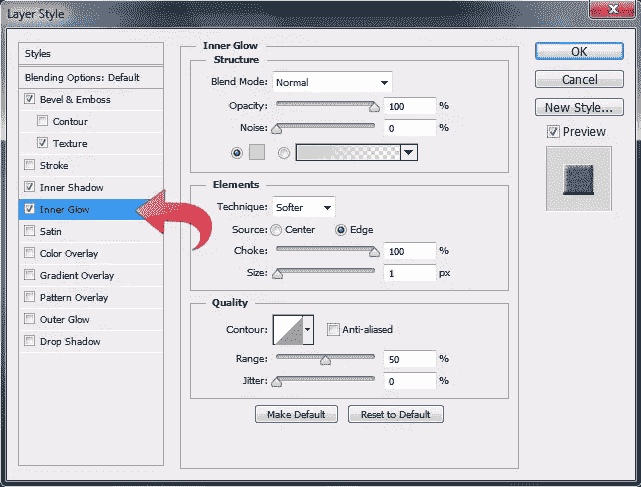 Layer Style
Styles
Blending Options: Default
Bevel & Emboss
Contour
Texture
Stroke
Inner Shadow
Inner Glow
Satin
Color Overlay
Gradient Overlay
Pattern Overlay
Outer Glow
Drop Shadow
Inner Glow
Structure
Blend Mode: Normal
Opacity: 100 %
Noise: 0 %
Elements
Technique: Softer
Source: Center Edge
Choke: 100 %
Size: 1 px
Quality
Contour: Anti-aliased
Range: 50 %
Jitter: 0 %
Make Default Reset to Default
OK
Cancel
New Style...
Preview